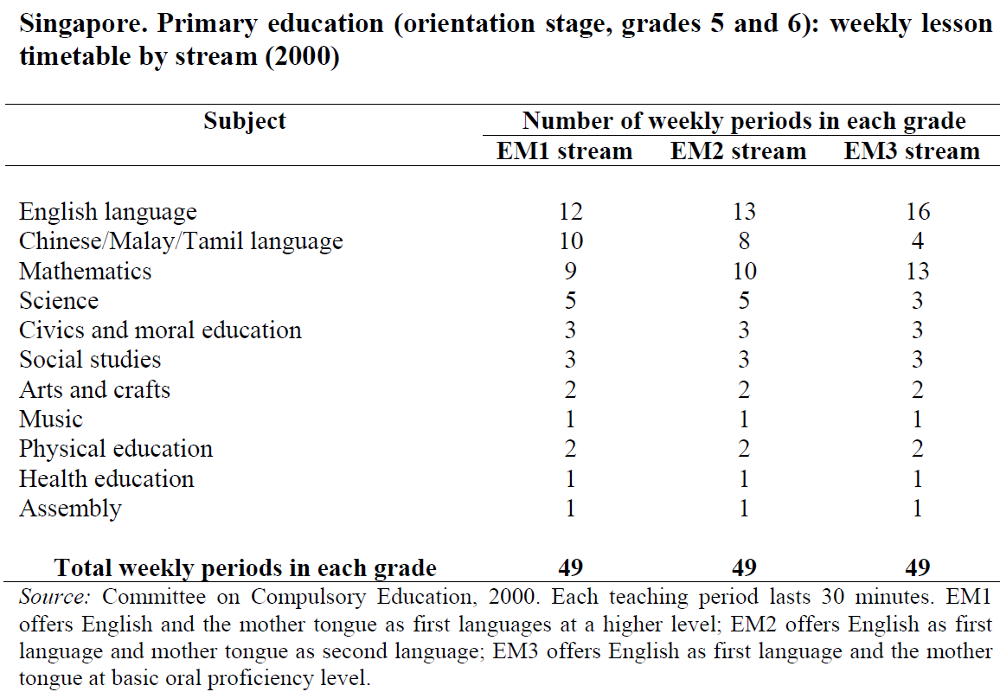 Singapore. Primary education (orientation stage, grades 5 and 6): weekly lesson
timetable by stream (2000)
Subject Number of weekly periods in each grade
EM1 stream EM2 stream EM3 stream
English language 12 13 16
Chinese/Malay/Tamil language 10 8 4
Mathematics 9 10 13
Science 5 5 3
Civics and moral education 3 3 3
Social studies 3 3 3
Arts and crafts 2 2 2
Music 1 1 1
Physical education 2 2 2
Health education 1 1 1
Assembly 1 1 1
Total weekly periods in each grade 49 49 49
Source: Committee on Compulsory Education, 2000. Each teaching period lasts 30 minutes. EM1
offers English and the mother tongue as first languages at a higher level; EM2 offers English as first
language and mother tongue as second language; EM3 offers English as first language and the mother
tongue at basic oral proficiency level.